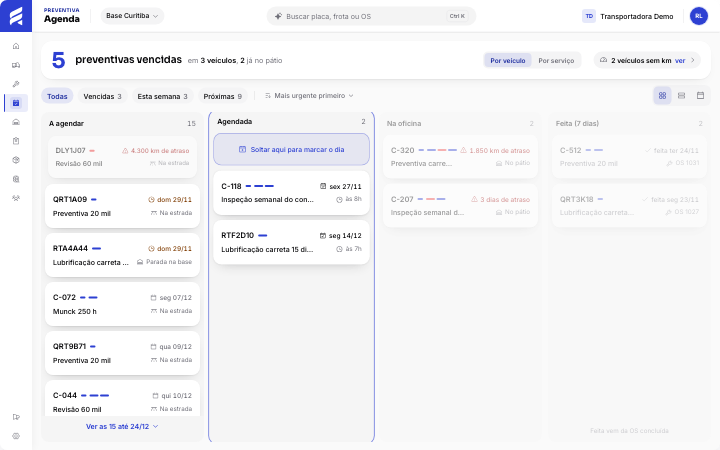 PREVENTIVA
Agenda
Base Curitiba
Buscar placa, frota ou OS
Ctrl K
TD
Transportadora Demo
RL
5 preventivas vencidas em 3 veículos, 2 já no pátio
Por veículo
Por serviço
2 veículos sem km ver
Todas
Vencidas 3
Esta semana 3
Próximas 9
Mais urgente primeiro
A agendar 15
DLY1J07
4.300 km de atraso
Revisão 60 mil
Na estrada
QRT1A09
dom 29/11
Preventiva 20 mil
Na estrada
RTA4A44
dom 29/11
Lubrificação carreta ...
Parada na base
C-072
seg 07/12
Munck 250 h
Na estrada
QRT9B71
qua 09/12
Preventiva 20 mil
Na estrada
C-044
qui 10/12
Revisão 60 mil
Na estrada
Ver as 15 até 24/12
Agendada 2
Soltar aqui para marcar o dia
C-118
sex 27/11
Inspeção semanal do con...
às 8h
RTF2D10
seg 14/12
Lubrificação carreta 15 di...
às 7h
Na oficina 2
C-320
1.850 km de atraso
Preventiva carre...
No pátio
C-207
3 dias de atraso
Inspeção semanal d...
No pátio
Feita (7 dias) 2
C-512
feita ter 24/11
Preventiva 20 mil
OS 1031
QRT3K18
feita seg 23/11
Lubrificação carreta...
OS 1027
Feita vem da OS concluída